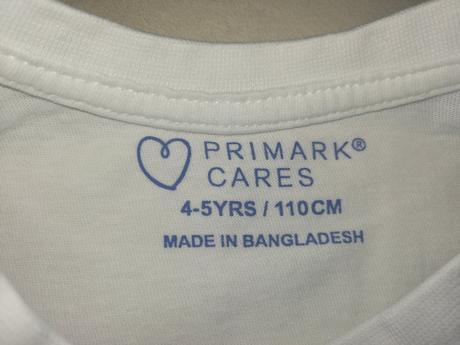 PRIMARK®
CARES
4-5YRS / 110CM
MADE IN BANGLADESH